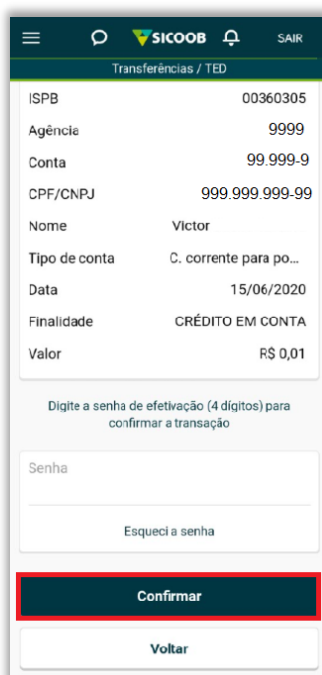 SICOOB SAIR
Transferências / TED
ISPB 00360305
Agência 9999
Conta 99.999-9
CPF/CNPJ 999.999.999-99
Nome Victor
Tipo de conta C. corrente para po...
Data 15/06/2020
Finalidade CRÉDITO EM CONTA
Valor R$ 0,01
Digite a senha de efetivação (4 dígitos) para
confirmar a transação
Senha
Esqueci a senha
Confirmar
Voltar